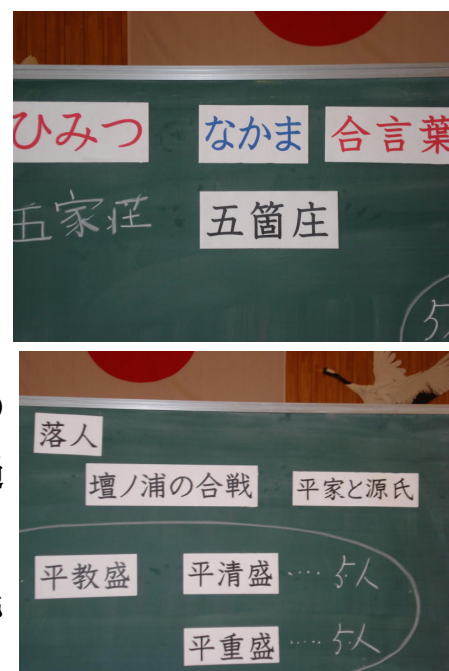 ひみつ なかま 合言葉
五家荘 五箇庄
落人
壇ノ浦の合戦 平家と源氏
平教盛 平清盛 ‥‥ 5人
平重盛 ‥‥ 5人